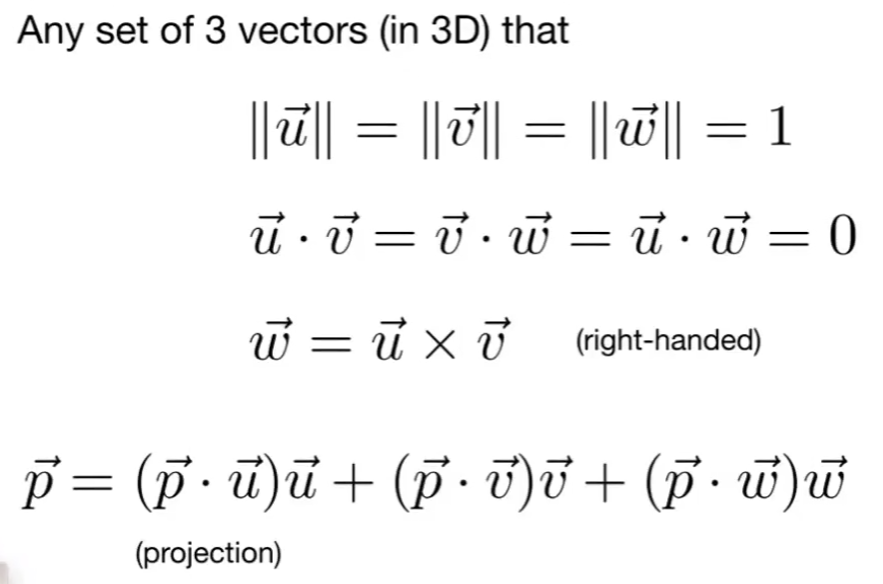 Any set of 3 vectors (in 3D) that
‖u⃗‖ = ‖v⃗‖ = ‖w⃗‖ = 1
u⃗ · v⃗ = v⃗ · w⃗ = u⃗ · w⃗ = 0
w⃗ = u⃗ × v⃗ (right-handed)
p⃗ = (p⃗ · u⃗)u⃗ + (p⃗ · v⃗)v⃗ + (p⃗ · w⃗)w⃗
(projection)